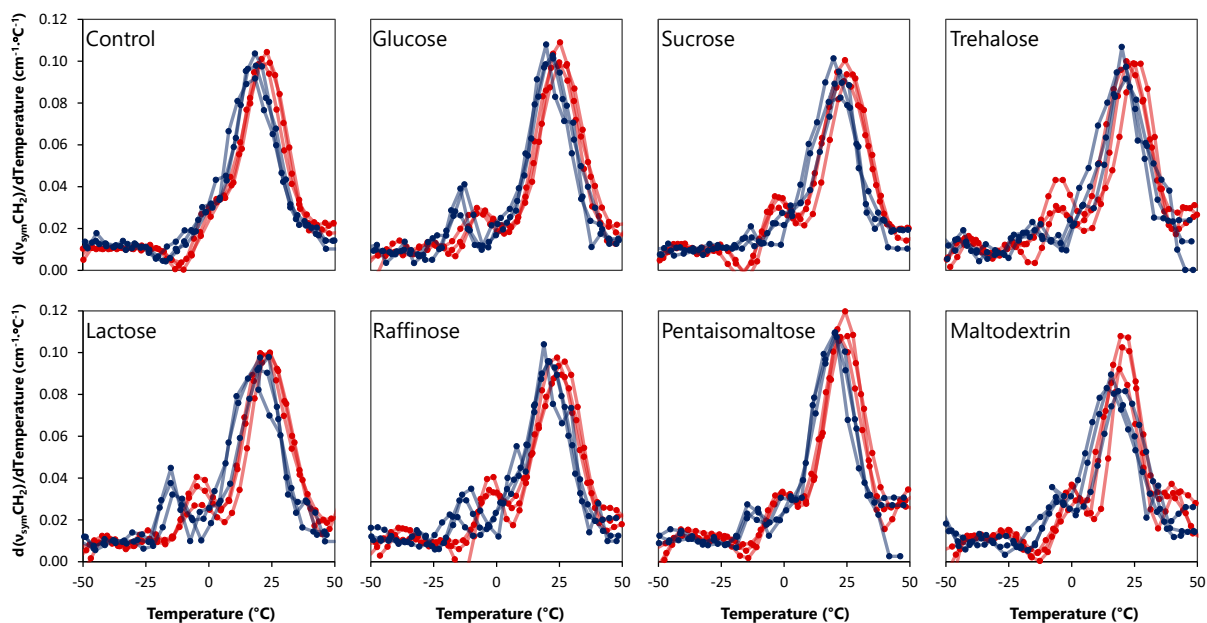 Control
Glucose
Sucrose
Trehalose
d(νsymCH₂)/dTemperature (cm⁻¹·°C⁻¹)
0.12
0.10
0.08
0.06
0.04
0.02
0.00
Lactose
Raffinose
Pentaisomaltose
Maltodextrin
d(νsymCH₂)/dTemperature (cm⁻¹·°C⁻¹)
0.12
0.10
0.08
0.06
0.04
0.02
0.00
-50 -25 0 25 50
-50 -25 0 25 50
-50 -25 0 25 50
-50 -25 0 25 50
Temperature (°C)
Temperature (°C)
Temperature (°C)
Temperature (°C)